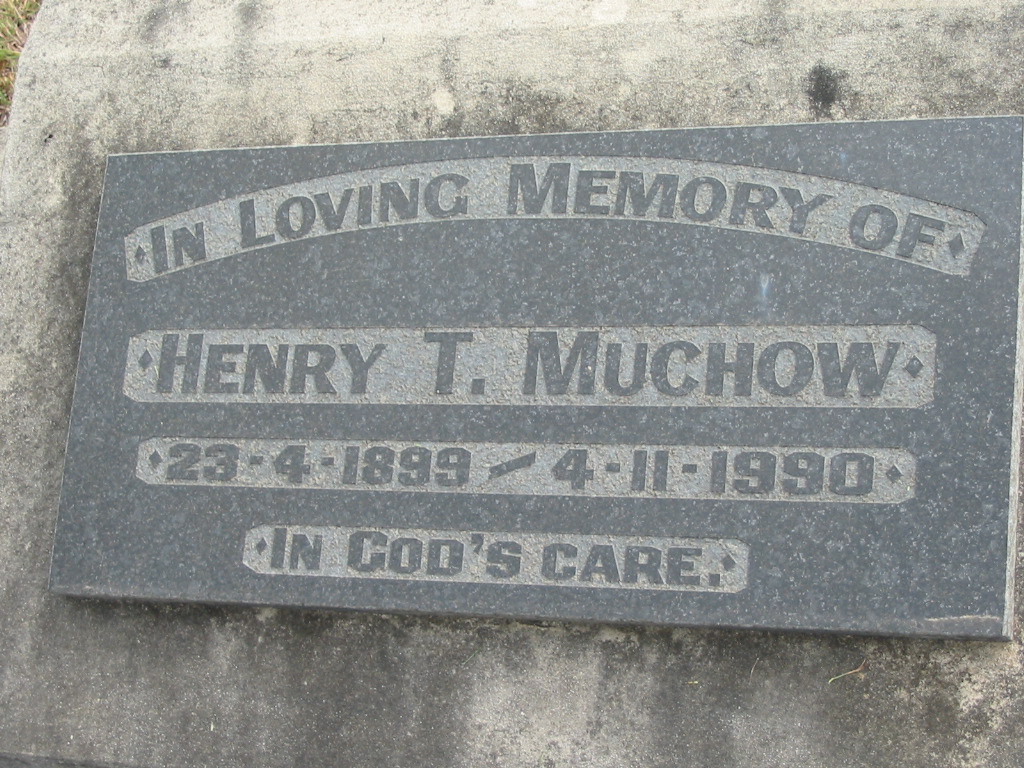 IN LOVING MEMORY OF
HENRY T. MUCHOW
23-4-1899 - 4-11-1990
IN GOD'S CARE.